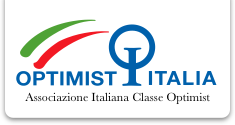 OPTIMIST ITALIA
Associazione Italiana Classe Optimist